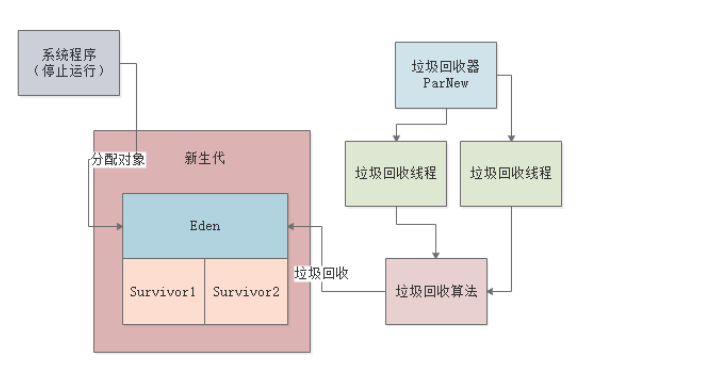 系统程序
（停止运行）
垃圾回收器
ParNew
分配对象
新生代
垃圾回收线程
垃圾回收线程
Eden
垃圾回收
Survivor1
Survivor2
垃圾回收算法